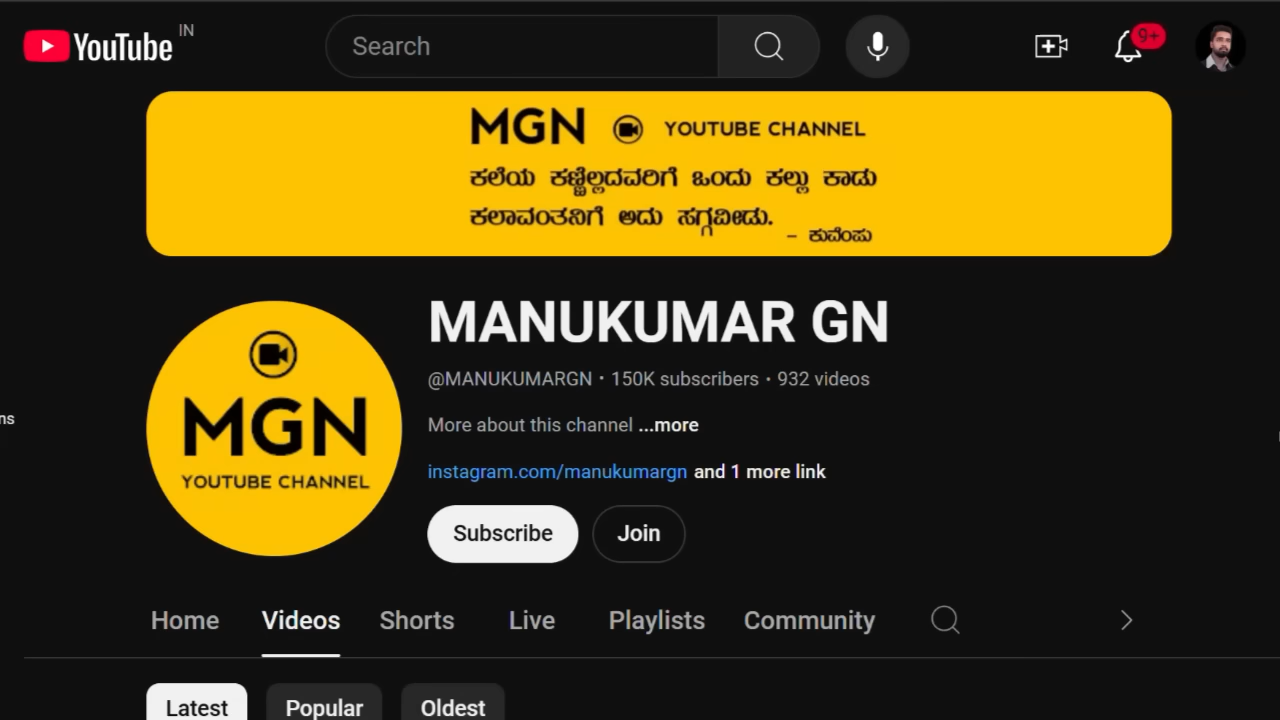 YouTube IN
Search
9+
MGN YOUTUBE CHANNEL
ಕಲೆಯ ಕಣ್ಣಿಲ್ಲದವರಿಗೆ ಒಂದು ಕಲ್ಲು ಕಾಡು
ಕಲಾವಂತನಿಗೆ ಅದು ಸಗ್ಗವೀಡು.
– ಕುವೆಂಪು
MGN
YOUTUBE CHANNEL
MANUKUMAR GN
@MANUKUMARGN • 150K subscribers • 932 videos
ns
More about this channel ...more
instagram.com/manukumargn and 1 more link
Subscribe Join
Home Videos Shorts Live Playlists Community
Latest Popular Oldest